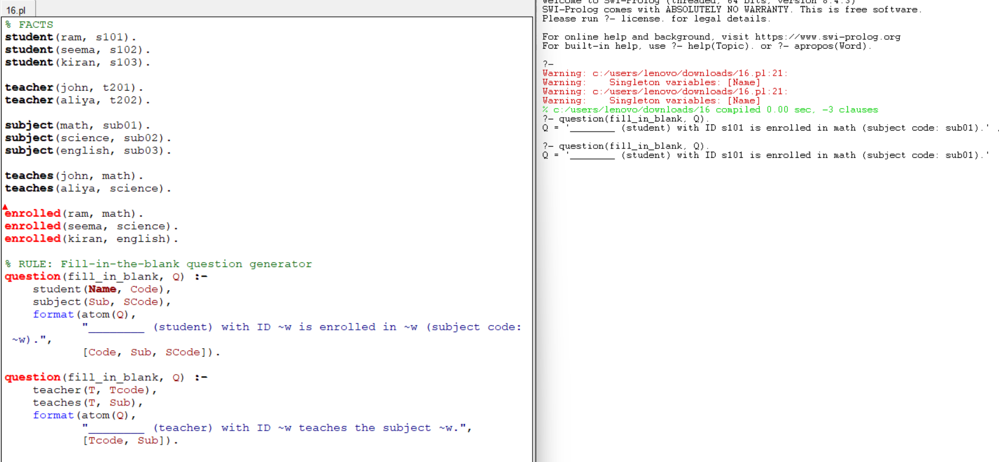 16.pl
% FACTS
student(ram, s101).
student(seema, s102).
student(kiran, s103).
teacher(john, t201).
teacher(aliya, t202).
subject(math, sub01).
subject(science, sub02).
subject(english, sub03).
teaches(john, math).
teaches(aliya, science).
enrolled(ram, math).
enrolled(seema, science).
enrolled(kiran, english).
% RULE: Fill-in-the-blank question generator
question(fill_in_blank, Q) :-
student(Name, Code),
subject(Sub, SCode),
format(atom(Q),
"________ (student) with ID ~w is enrolled in ~w (subject code:
~w).",
[Code, Sub, SCode]).
question(fill_in_blank, Q) :-
teacher(T, Tcode),
teaches(T, Sub),
format(atom(Q),
"________ (teacher) with ID ~w teaches the subject ~w.",
[Tcode, Sub]).
Welcome to SWI-Prolog (threaded, 64 bits, version 8.4.3)
SWI-Prolog comes with ABSOLUTELY NO WARRANTY. This is free software.
Please run ?- license. for legal details.
For online help and background, visit https://www.swi-prolog.org
For built-in help, use ?- help(Topic). or ?- apropos(Word).
?-
Warning: c:/users/lenovo/downloads/16.pl:21:
Warning:    Singleton variables: [Name]
Warning: c:/users/lenovo/downloads/16.pl:21:
Warning:    Singleton variables: [Name]
% c:/users/lenovo/downloads/16 compiled 0.00 sec, -3 clauses
?- question(fill_in_blank, Q).
Q = '________ (student) with ID s101 is enrolled in math (subject code: sub01).' .
?- question(fill_in_blank, Q).
Q = '________ (student) with ID s101 is enrolled in math (subject code: sub01).'